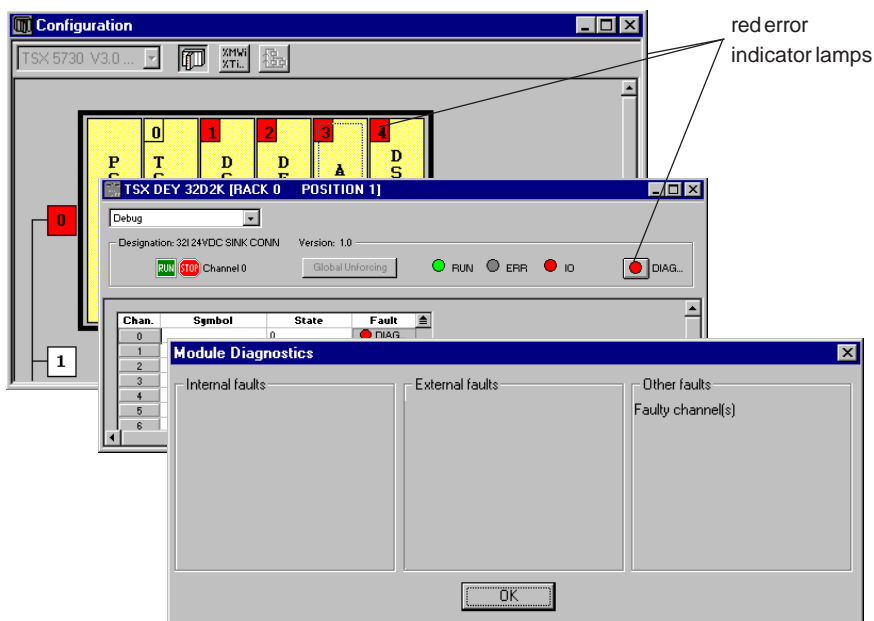 Configuration
red error
indicator lamps
TSX 5730 V3.0 ...
%MWi
%TI..
0 1 2 3 4
P T D D A D
S
0
TSX DEY 32D2K [RACK 0 POSITION 1]
Debug
Designation: 32I 24VDC SINK CONN Version: 1.0
RUN STOP Channel 0 Global Unforcing RUN ERR IO DIAG...
Chan. Symbol State Fault
0 0 DIAG
1
1
2
3
4
5
6
Module Diagnostics
Internal faults External faults Other faults
Faulty channel(s)
OK